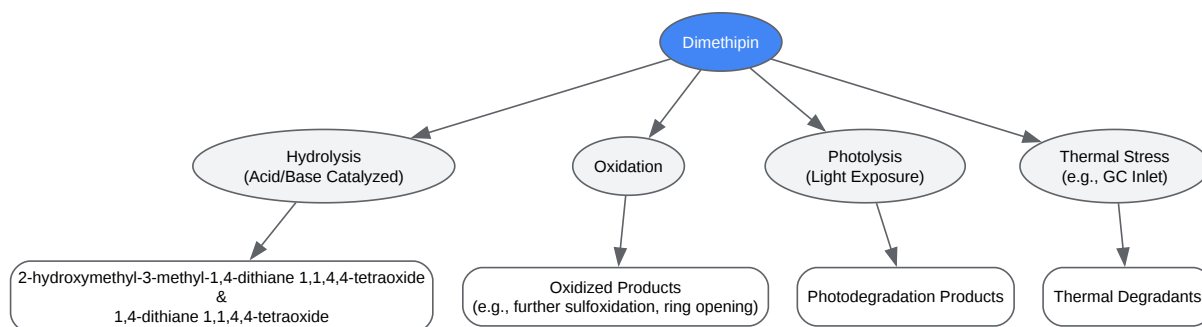 Dimethipin
Hydrolysis
(Acid/Base Catalyzed)
Oxidation
Photolysis
(Light Exposure)
Thermal Stress
(e.g., GC Inlet)
2-hydroxymethyl-3-methyl-1,4-dithiane 1,1,4,4-tetraoxide
&
1,4-dithiane 1,1,4,4-tetraoxide
Oxidized Products
(e.g., further sulfoxidation, ring opening)
Photodegradation Products
Thermal Degradants